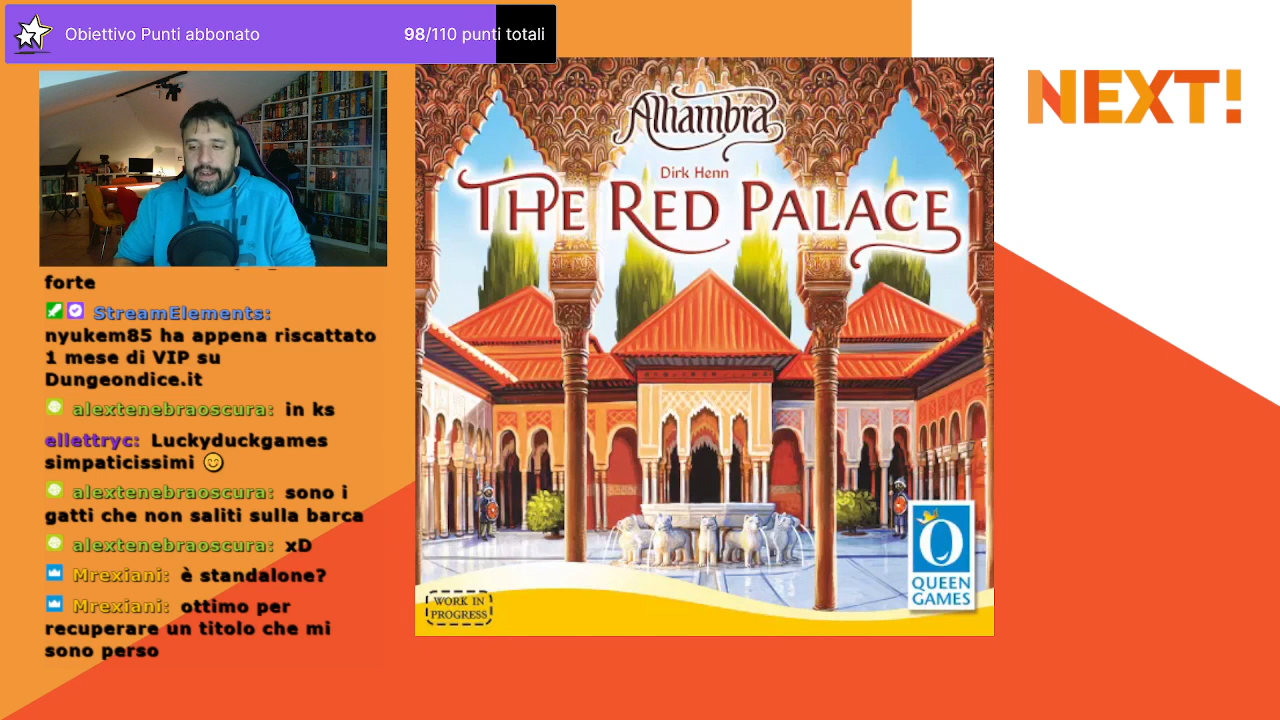 Obiettivo Punti abbonato
98/110 punti totali
NEXT!
Alhambra
Dirk Henn
THE RED PALACE
QUEEN
GAMES
WORK IN
PROGRESS
forte
StreamElements:
nyukem85 ha appena riscattato
1 mese di VIP su
Dungeondice.it
alextenebraoscura: in ks
ellettryc: Luckyduckgames
simpaticissimi
alextenebraoscura: sono i
gatti che non saliti sulla barca
alextenebraoscura: xD
Mrexiani: è standalone?
Mrexiani: ottimo per
recuperare un titolo che mi
sono perso